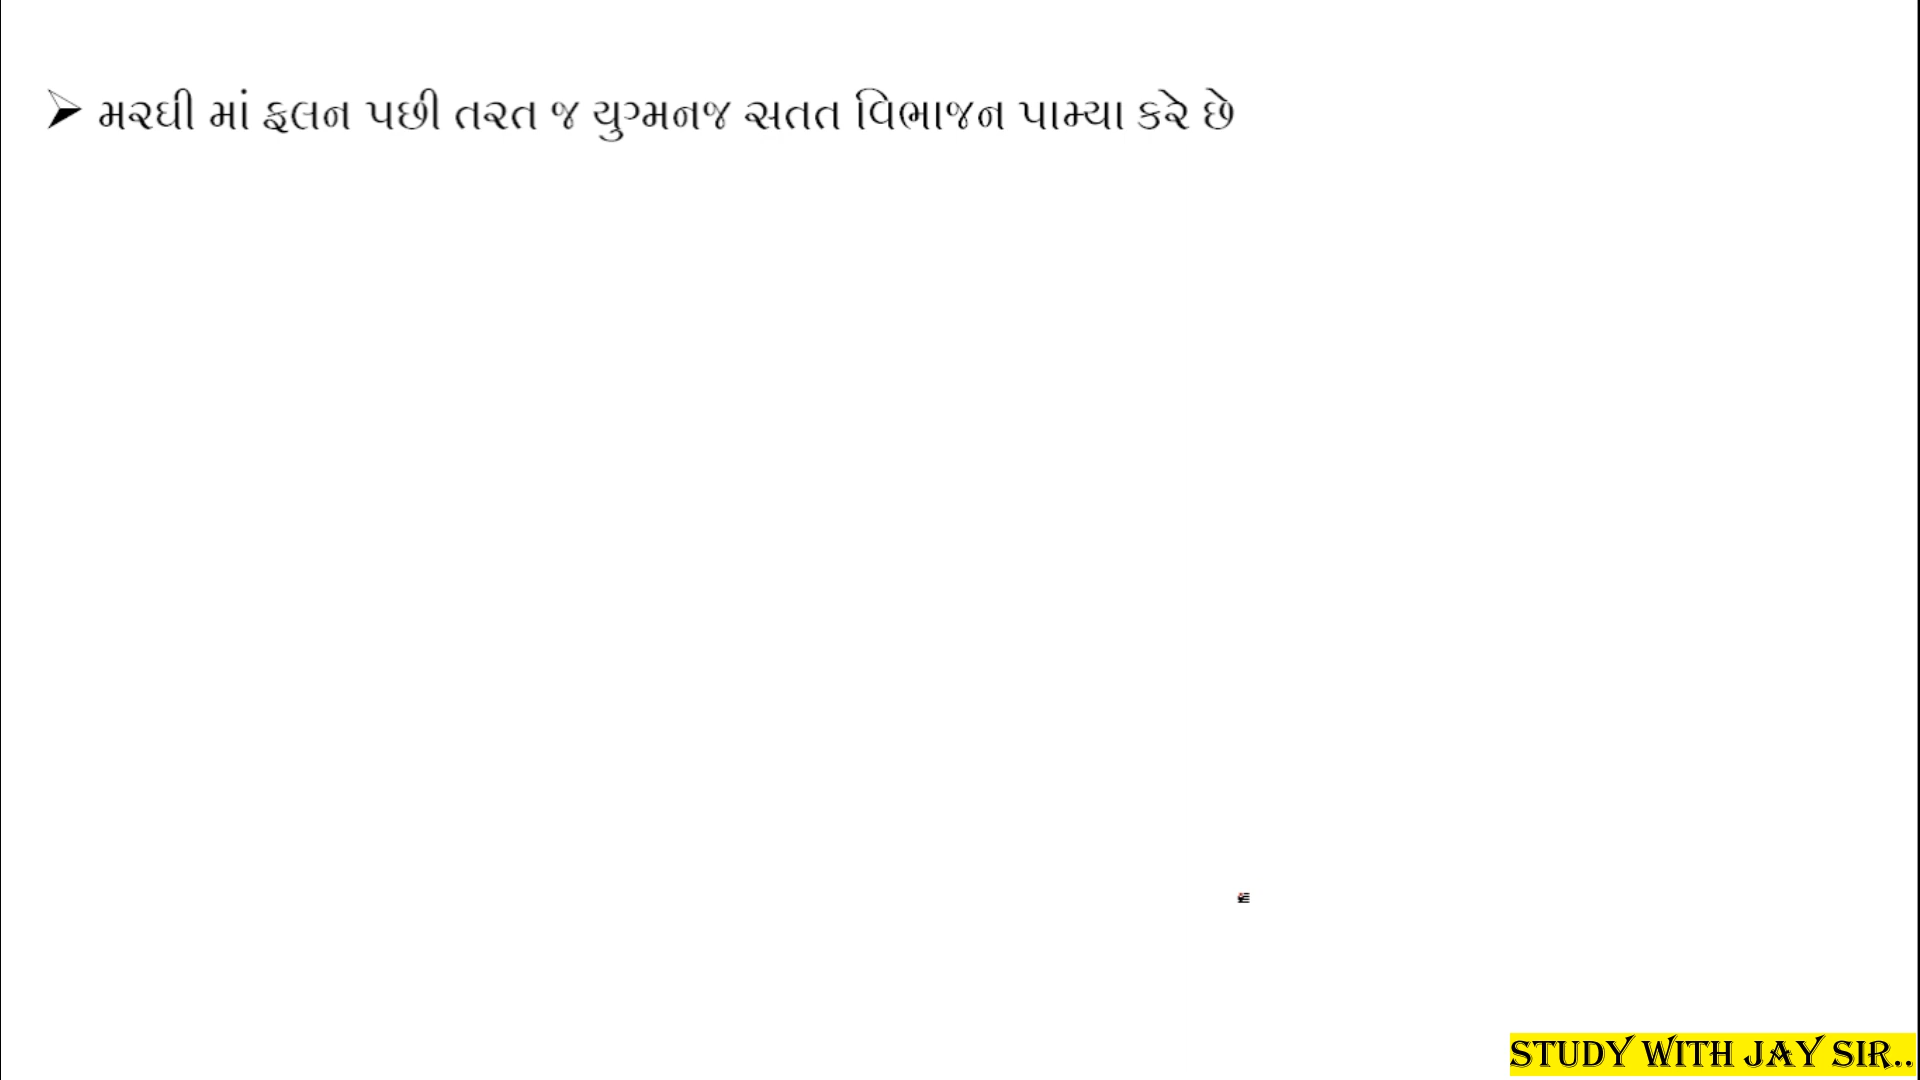 ➢ મરઘી માં ફલન પછી તરત જ યુગ્મનજ સતત વિભાજન પામ્યા કરે છે
STUDY WITH JAY SIR..